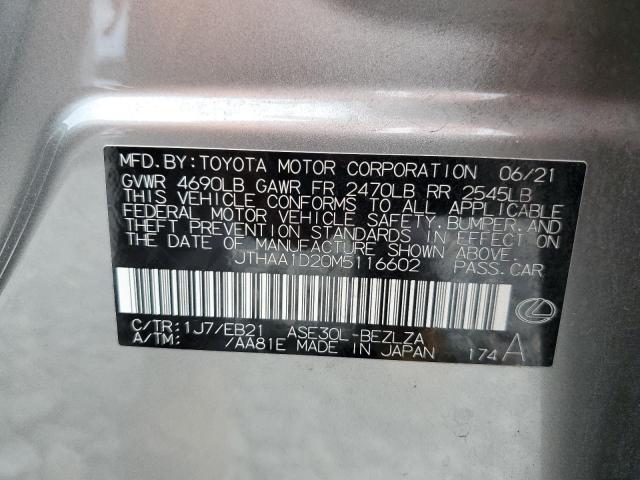 MFD.BY:TOYOTA MOTOR CORPORATION 06/21
GVWR 4690LB GAWR FR 2470LB RR 2545LB
THIS VEHICLE CONFORMS TO ALL APPLICABLE
FEDERAL MOTOR VEHICLE SAFETY,BUMPER,AND
THEFT PREVENTION STANDARDS IN EFFECT ON
THE DATE OF MANUFACTURE SHOWN ABOVE.
JTHAA1D20M5116602 PASS.CAR
C/TR:1J7/EB21 ASE30L-BEZLZA
A/TM: /AA81E MADE IN JAPAN 174 A